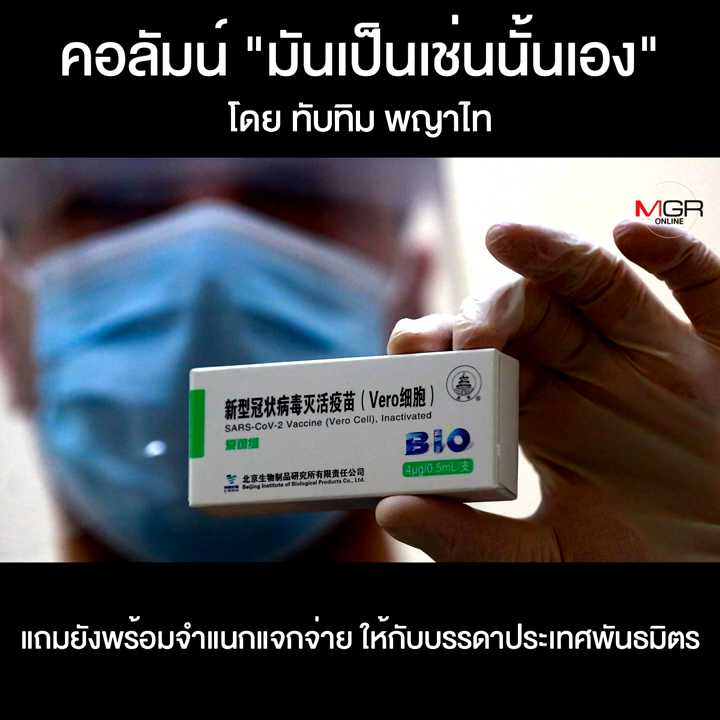 คอลัมน์ "มันเป็นเช่นนั้นเอง"
โดย ทับทิม พญาไท
MGR
ONLINE
新型冠状病毒灭活疫苗（Vero细胞）
SARS-CoV-2 Vaccine (Vero Cell), Inactivated
BIO
4μg/0.5mL/支
北京生物制品研究所有限责任公司
Beijing Institute of Biological Products Co., Ltd.
แถมยังพร้อมจำแนกแจกจ่าย ให้กับบรรดาประเทศพันธมิตร